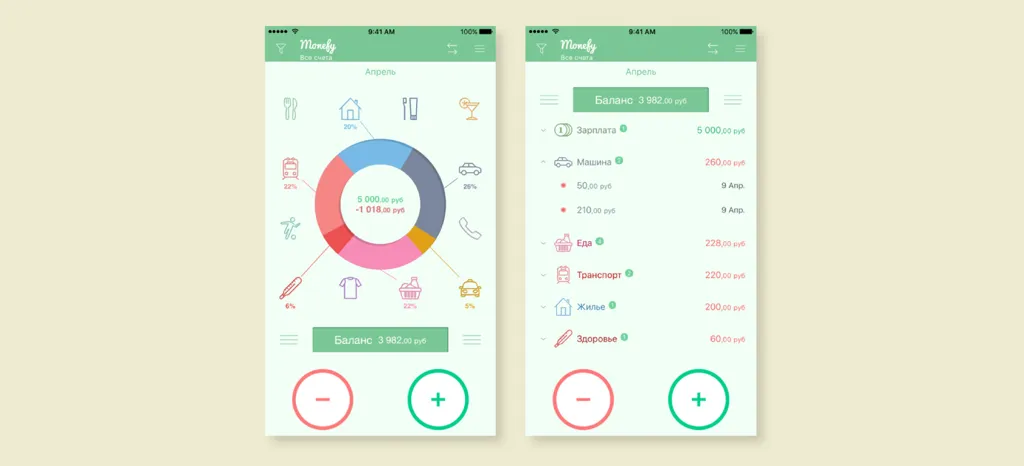 9:41 AM 100%
Monefy
Все счета
Апрель
20%
22%
26%
5 000,00 руб
-1 018,00 руб
6%
22%
5%
Баланс 3 982,00 руб
9:41 AM 100%
Monefy
Все счета
Апрель
Баланс 3 982,00 руб
1 Зарплата 1 5 000,00 руб
Машина 2 260,00 руб
50,00 руб 9 Апр.
210,00 руб 9 Апр.
Еда 4 228,00 руб
Транспорт 2 220,00 руб
Жилье 1 200,00 руб
Здоровье 1 60,00 руб